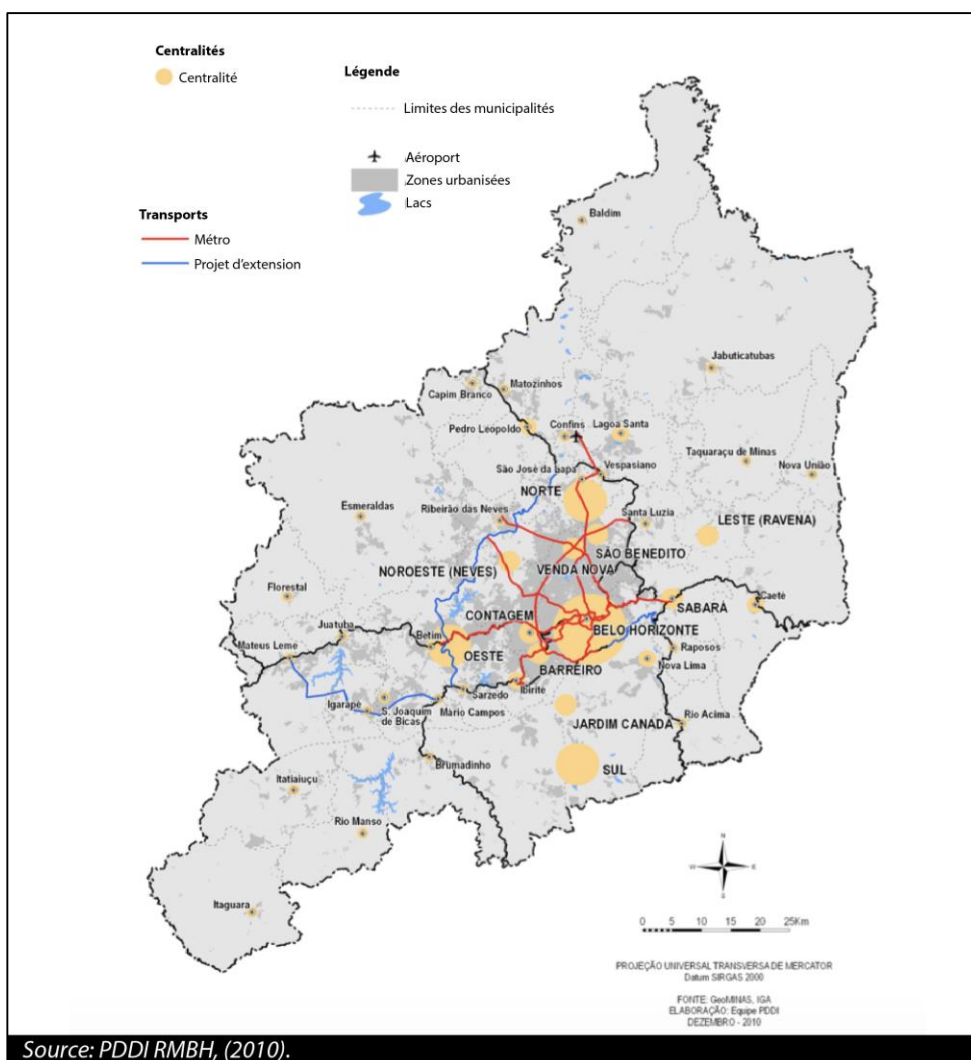 Centralités
Centralité
Légende
Limites des municipalités
Aéroport
Zones urbanisées
Lacs
Transports
Métro
Projet d'extension
Baldim
Jabuticatubas
Capim Branco
Matozinhos
Pedro Leopoldo
Confins
Lagoa Santa
Taquaraçu de Minas
Nova União
São José da Lapa
Vespasiano
NORTE
Esmeraldas
Ribeirão das Neves
Santa Luzia
LESTE (RAVENA)
SÃO BENEDITO
VENDA NOVA
NOROESTE (NEVES)
Florestal
CONTAGEM
SABARÁ
Caeté
Juatuba
Mateus Leme
Betim
BELO HORIZONTE
OESTE
BARREIRO
Raposos
Nova Lima
Ibirité
Sarzedo
Igarapé
S. Joaquim
de Bicas
Mario Campos
JARDIM CANADA
Rio Acima
Brumadinho
SUL
Itatiaiuçu
Rio Manso
Itaguara
N
W
E
S
0 5 10 15 20 25Km
PROJEÇÃO UNIVERSAL TRANSVERSA DE MERCATOR
Datum SIRGAS 2000
FONTE: GeoMINAS, IGA
ELABORAÇÃO: Equipe PDDI
DEZEMBRO - 2010
Source: PDDI RMBH, (2010).